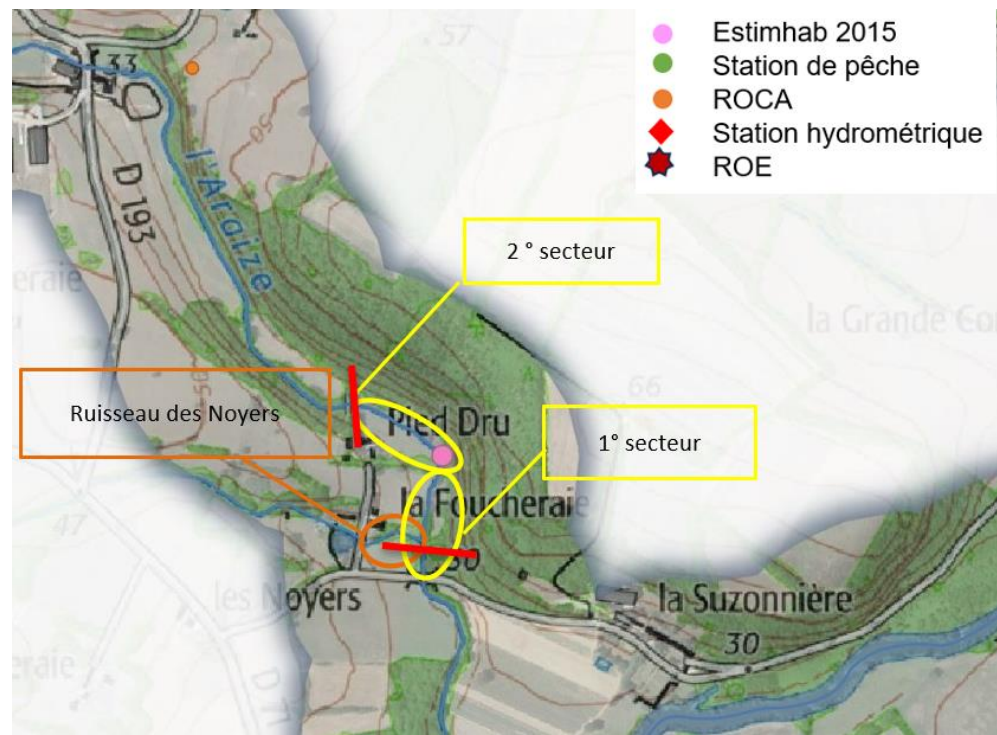 Estimhab 2015
Station de pêche
ROCA
Station hydrométrique
ROE
57
33
50
D 193
l'Araize
2 ° secteur
la Grande Co
eraie
50
66
Ruisseau des Noyers
Pied Dru
1° secteur
la Foucheraie
47
30
les Noyers
la Suzonnière
30
eraie
D 71